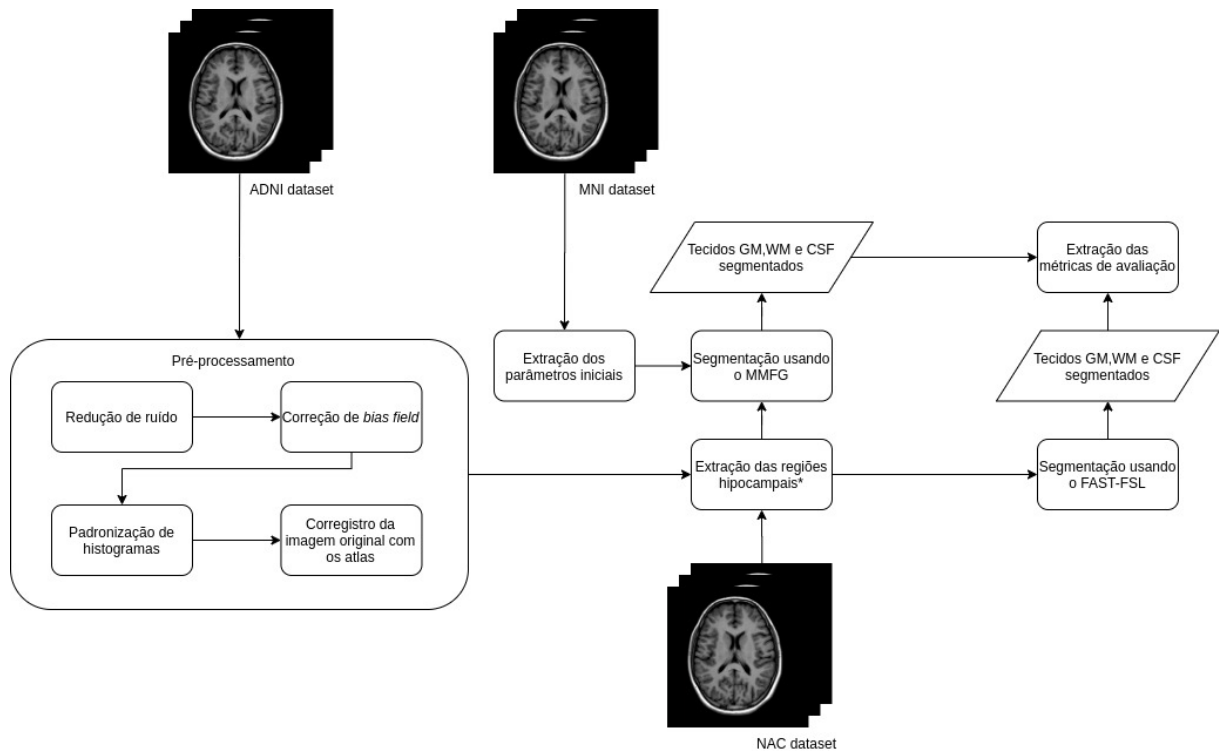 ADNI dataset
MNI dataset
Tecidos GM,WM e CSF
segmentados
Extração das
métricas de avaliação
Pré-processamento
Extração dos
parâmetros iniciais
Segmentação usando
o MMFG
Tecidos GM,WM e CSF
segmentados
Redução de ruído
Correção de bias field
Extração das regiões
hipocampais*
Segmentação usando
o FAST-FSL
Padronização de
histogramas
Corregistro da
imagem original com
os atlas
NAC dataset